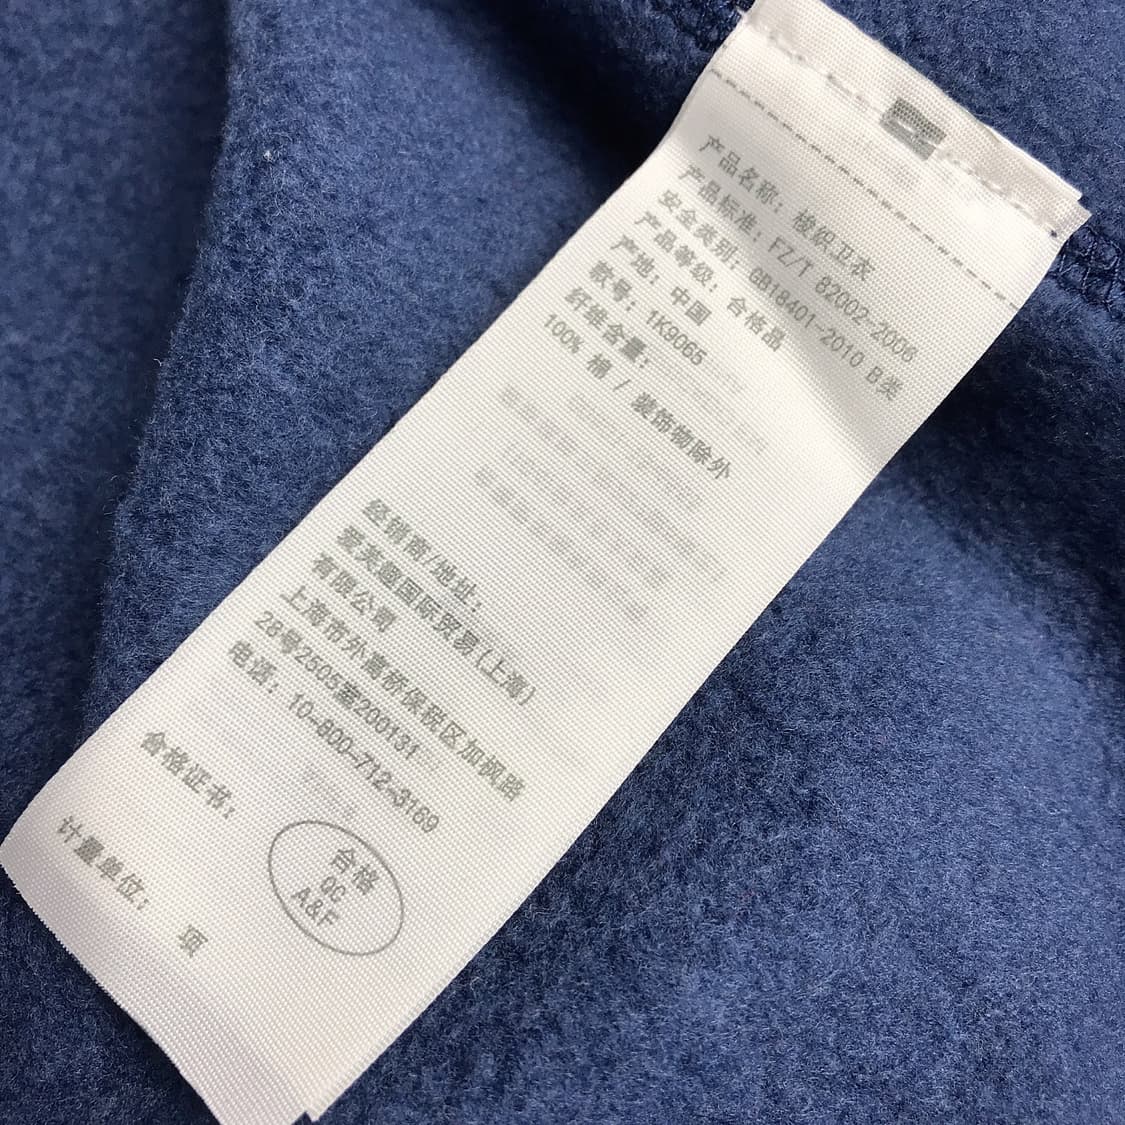 产品名称：梭织卫衣
产品标准：FZ/T 82002-2006
安全类别：GB18401-2010 B类
产品等级：合格品
产地：中国
款号：1K9065
纤维含量：
100% 棉 / 装饰物除外
经销商/地址：
国际贸易(上海)
有限公司
上海市外高桥保税区加枫路
28号2505室200131
电话：10-800-712-3169
合格证书：
合格
QC
A&F
计量单位： 项